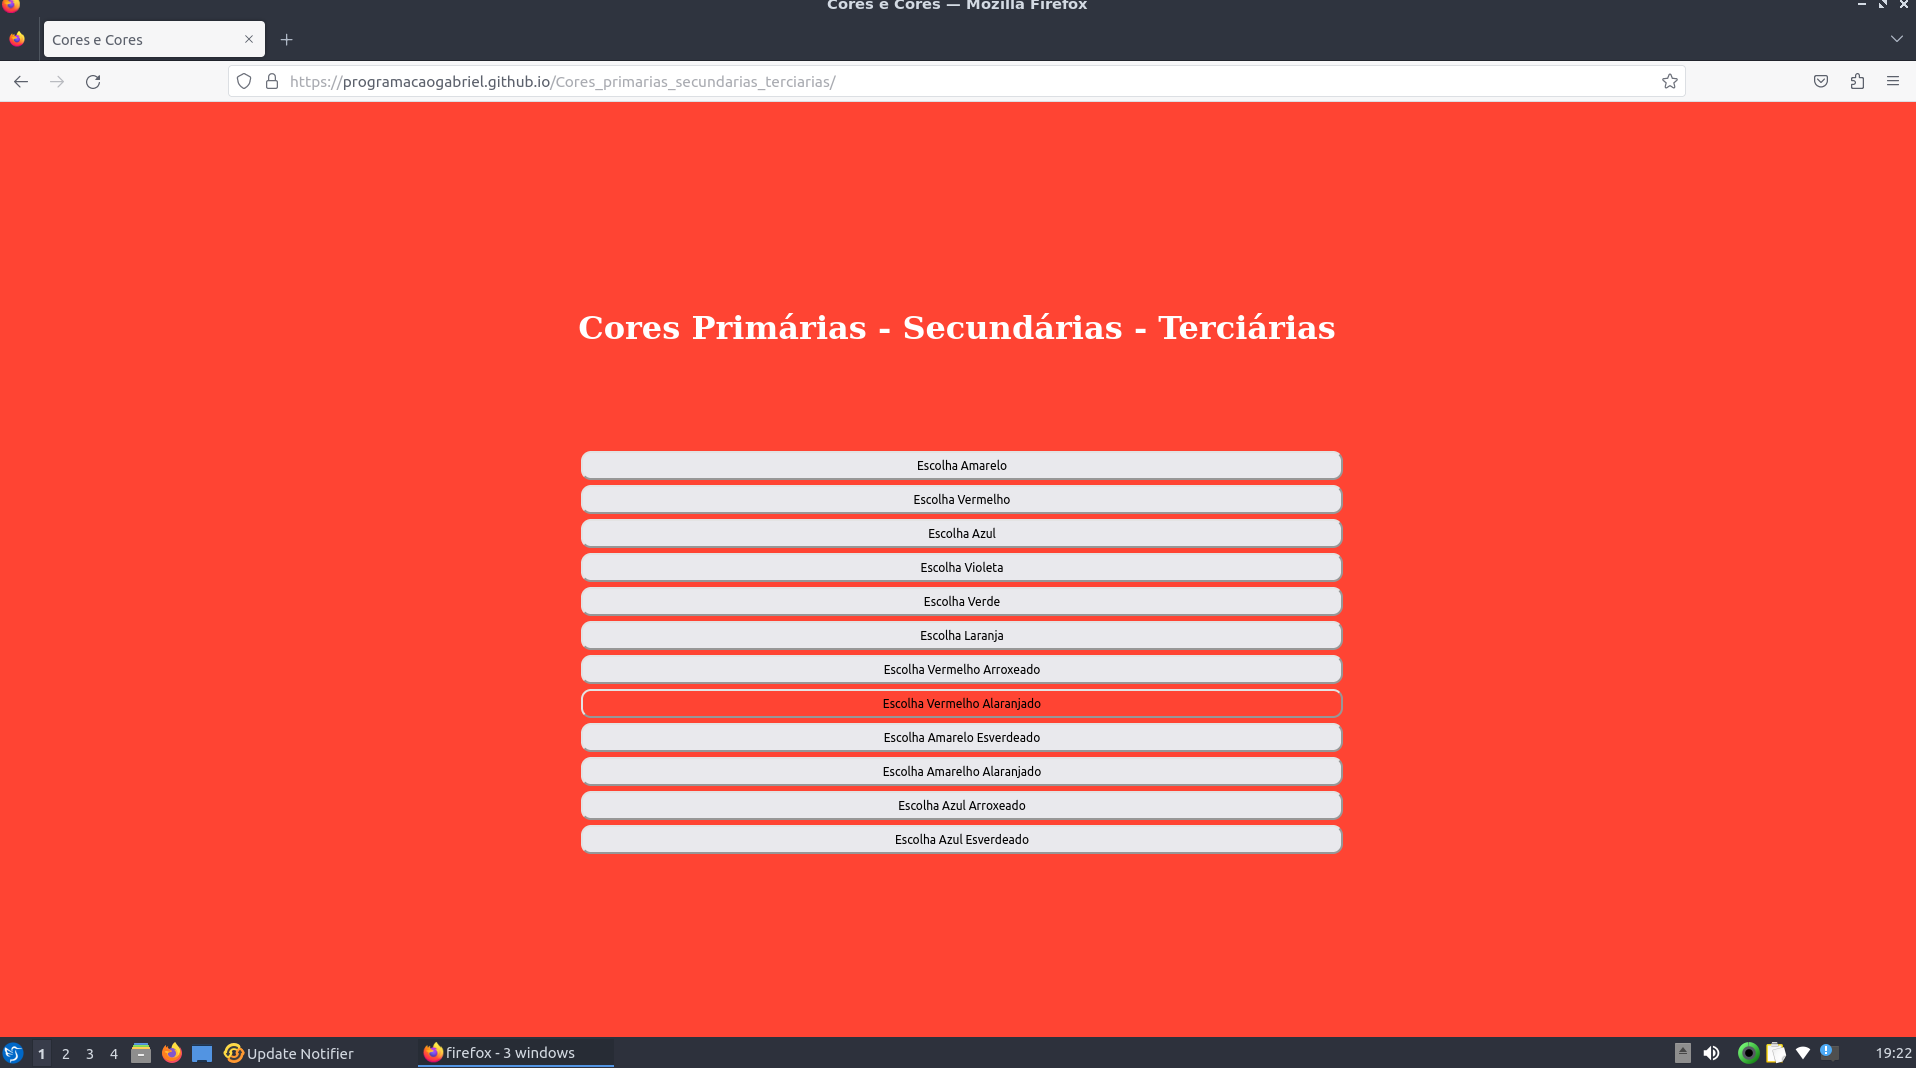 Cores e Cores — Mozilla Firefox
Cores e Cores
https://programacaogabriel.github.io/Cores_primarias_secundarias_terciarias/
Cores Primárias - Secundárias - Terciárias
Escolha Amarelo
Escolha Vermelho
Escolha Azul
Escolha Violeta
Escolha Verde
Escolha Laranja
Escolha Vermelho Arroxeado
Escolha Vermelho Alaranjado
Escolha Amarelo Esverdeado
Escolha Amarelho Alaranjado
Escolha Azul Arroxeado
Escolha Azul Esverdeado
1 2 3 4 Update Notifier firefox - 3 windows 19:22